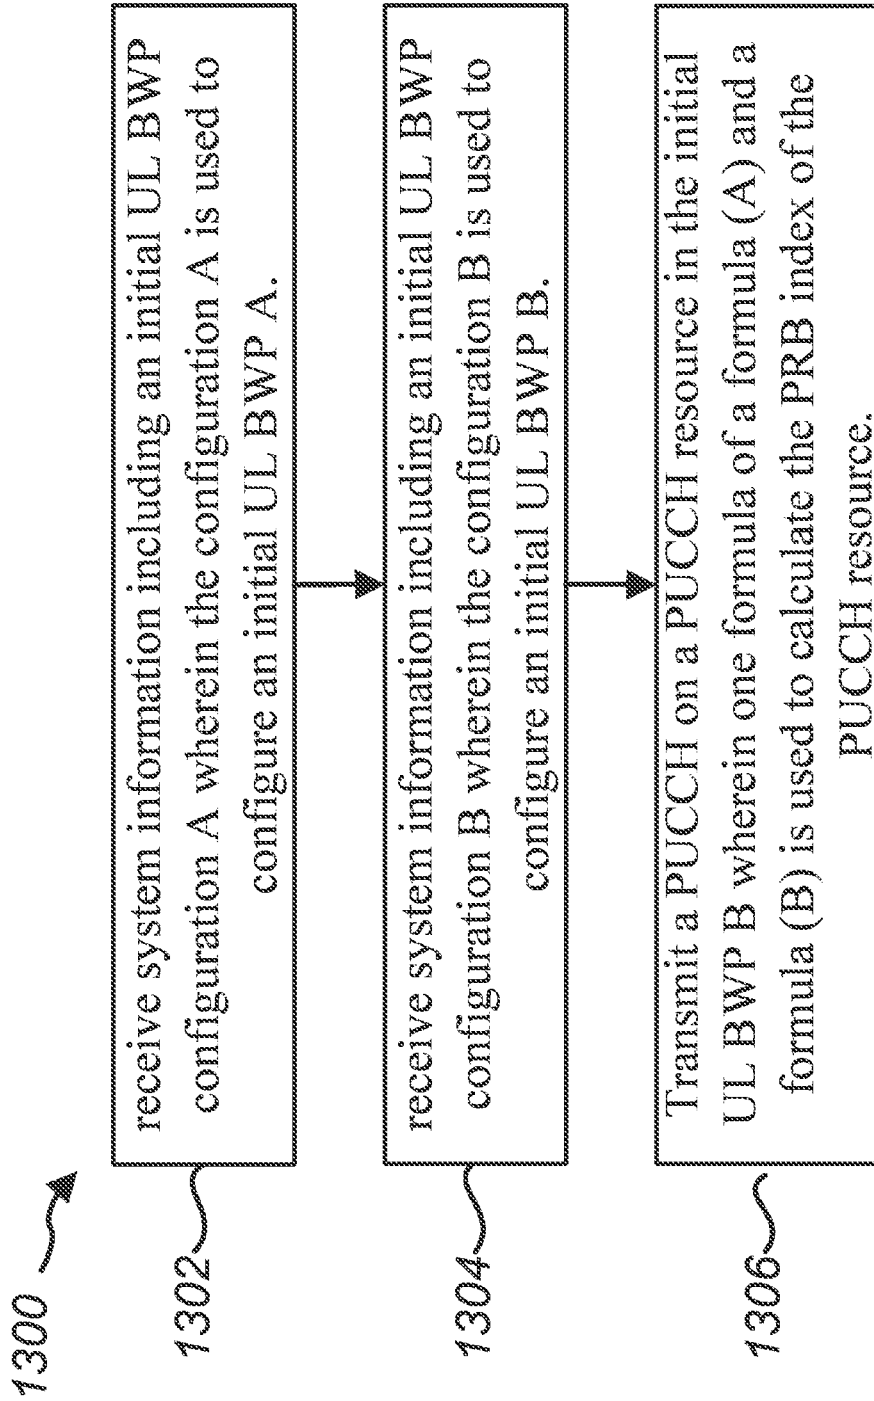 1300
1302
receive system information including an initial UL BWP
configuration A wherein the configuration A is used to
configure an initial UL BWP A.
1304
receive system information including an initial UL BWP
configuration B wherein the configuration B is used to
configure an initial UL BWP B.
1306
Transmit a PUCCH on a PUCCH resource in the initial
UL BWP B wherein one formula of a formula (A) and a
formula (B) is used to calculate the PRB index of the
PUCCH resource.